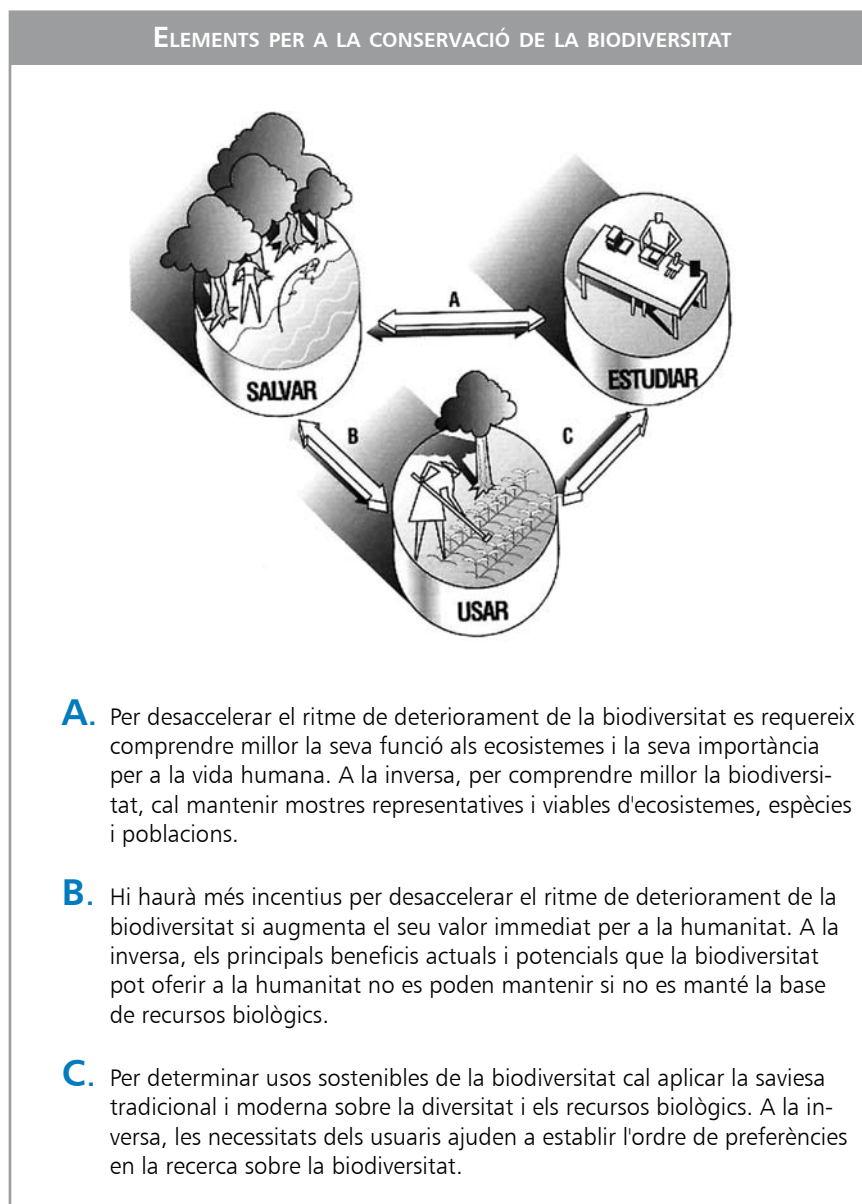 ELEMENTS PER A LA CONSERVACIÓ DE LA BIODIVERSITAT
A
SALVAR
ESTUDIAR
B
C
USAR
A. Per desaccelerar el ritme de deteriorament de la biodiversitat es requereix
comprendre millor la seva funció als ecosistemes i la seva importància
per a la vida humana. A la inversa, per comprendre millor la biodiversi-
tat, cal mantenir mostres representatives i viables d'ecosistemes, espècies
i poblacions.
B. Hi haurà més incentius per desaccelerar el ritme de deteriorament de la
biodiversitat si augmenta el seu valor immediat per a la humanitat. A la
inversa, els principals beneficis actuals i potencials que la biodiversitat
pot oferir a la humanitat no es poden mantenir si no es manté la base
de recursos biològics.
C. Per determinar usos sostenibles de la biodiversitat cal aplicar la saviesa
tradicional i moderna sobre la diversitat i els recursos biològics. A la in-
versa, les necessitats dels usuaris ajuden a establir l'ordre de preferències
en la recerca sobre la biodiversitat.